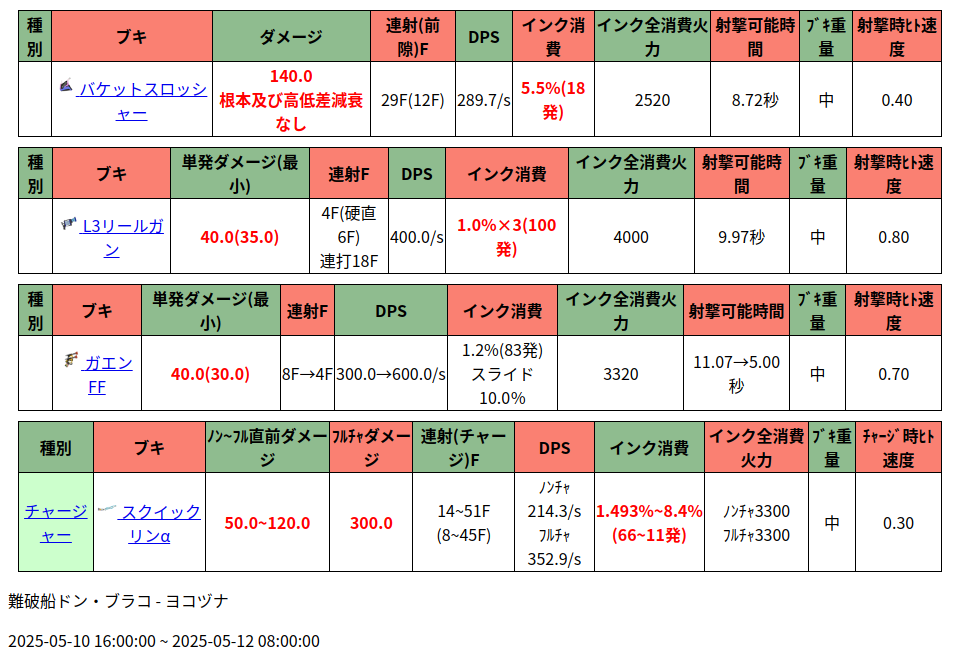 種別 ブキ ダメージ 連射(前隙)F DPS インク消費 インク全消費火力 射撃可能時間 ﾌﾞｷ重量 射撃時ﾋﾄ速度
バケットスロッシャー 140.0 根本及び高低差減衰なし 29F(12F) 289.7/s 5.5%(18発) 2520 8.72秒 中 0.40
種別 ブキ 単発ダメージ(最小) 連射F DPS インク消費 インク全消費火力 射撃可能時間 ﾌﾞｷ重量 射撃時ﾋﾄ速度
L3リールガン 40.0(35.0) 4F(硬直6F) 連打18F 400.0/s 1.0%×3(100発) 4000 9.97秒 中 0.80
種別 ブキ 単発ダメージ(最小) 連射F DPS インク消費 インク全消費火力 射撃可能時間 ﾌﾞｷ重量 射撃時ﾋﾄ速度
ガエンFF 40.0(30.0) 8F→4F 300.0→600.0/s 1.2%(83発) スライド10.0% 3320 11.07→5.00秒 中 0.70
種別 ブキ ﾉﾝ~ﾌﾙ直前ダメージ ﾌﾙﾁｬダメージ 連射(チャージ)F DPS インク消費 インク全消費火力 ﾌﾞｷ重量 ﾁｬｰｼﾞ時ﾋﾄ速度
チャージャー スクイックリンα 50.0~120.0 300.0 14~51F (8~45F) ﾉﾝﾁｬ 214.3/s ﾌﾙﾁｬ 352.9/s 1.493%~8.4%(66~11発) ﾉﾝﾁｬ3300 ﾌﾙﾁｬ3300 中 0.30
難破船ドン・ブラコ - ヨコヅナ
2025-05-10 16:00:00 ~ 2025-05-12 08:00:00